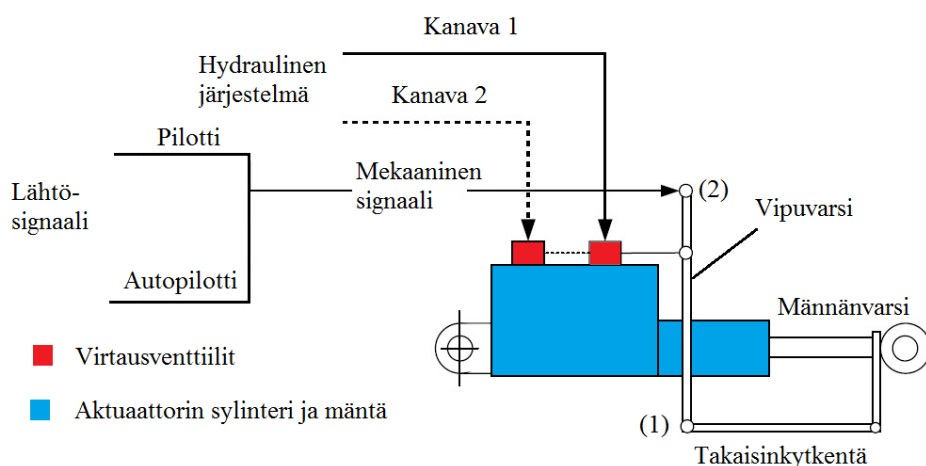 Kanava 1
Hydraulinen
järjestelmä
Kanava 2
Pilotti
Mekaaninen
signaali
(2)
Lähtö-
signaali
Vipuvarsi
Autopilotti
Männänvarsi
Virtausventtiilit
Aktuaattorin sylinteri ja mäntä
(1)
Takaisinkytkentä